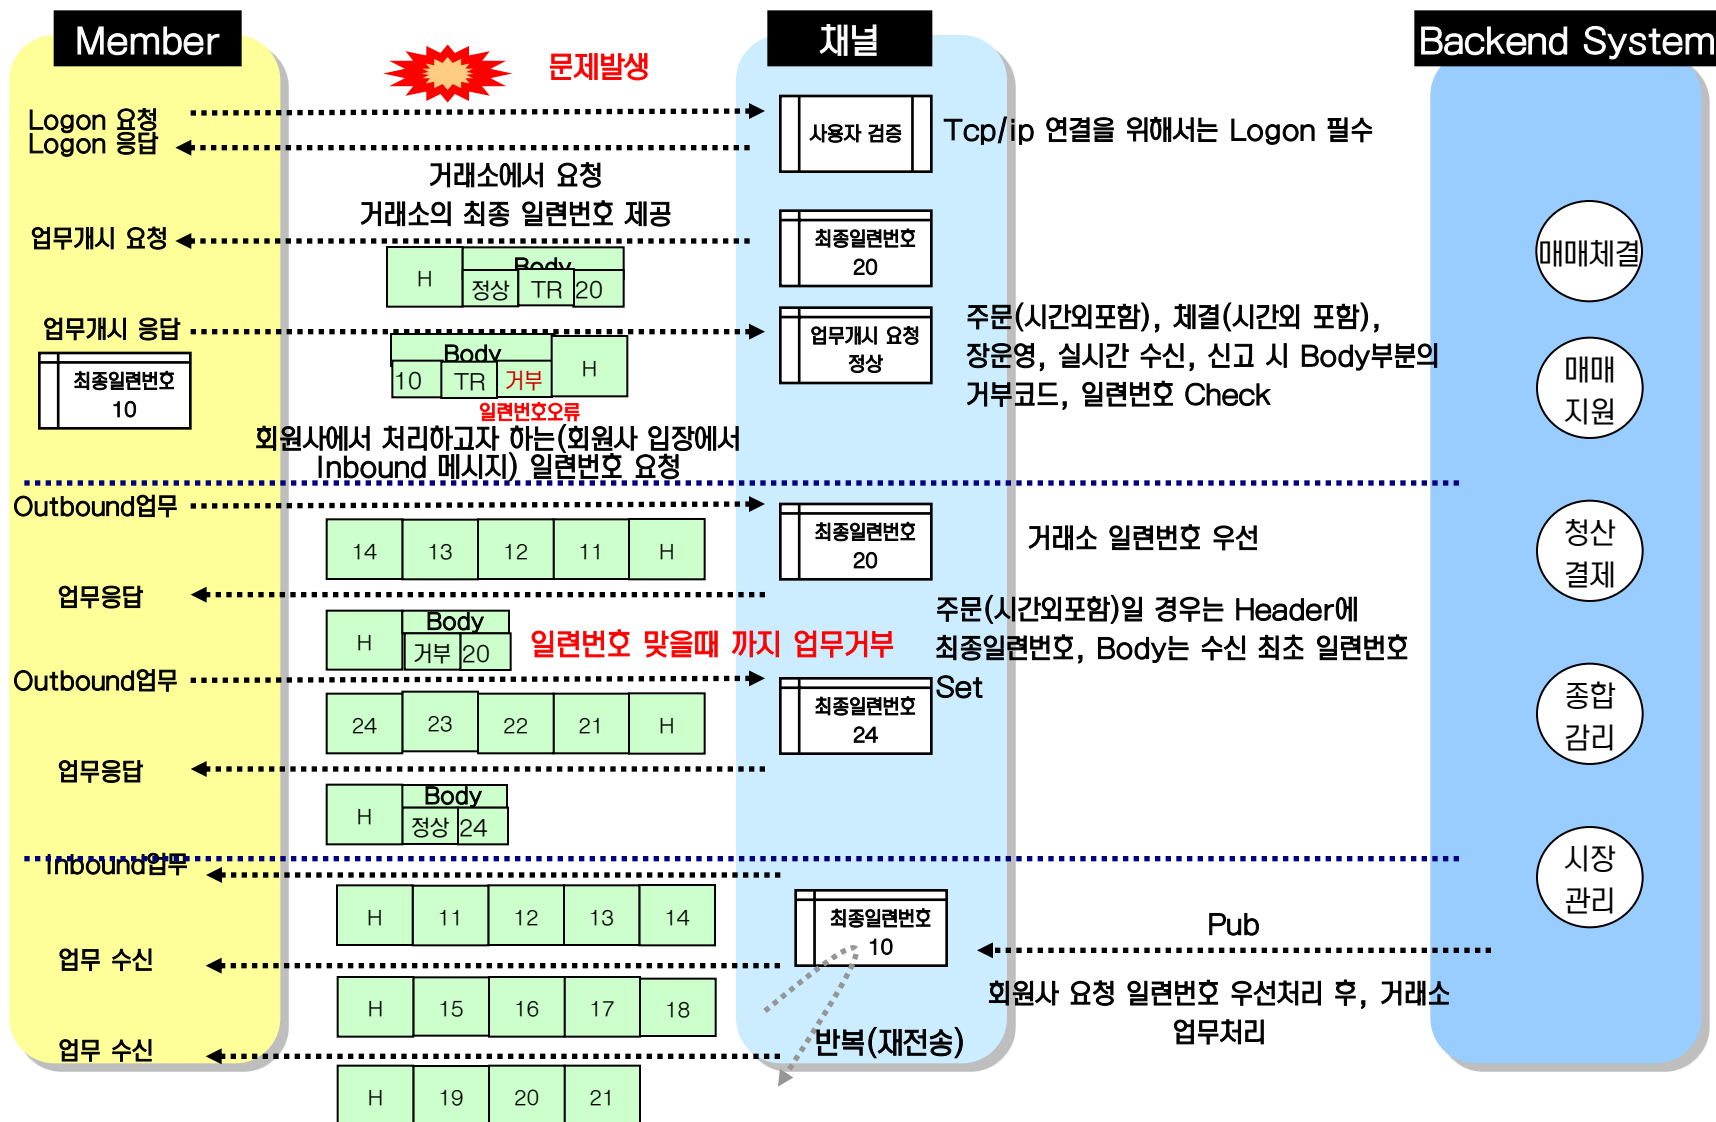 Member
채널
Backend System
문제발생
Logon 요청
Logon 응답
사용자 검증
Tcp/ip 연결을 위해서는 Logon 필수
거래소에서 요청
거래소의 최종 일련번호 제공
업무개시 요청
최종일련번호
20
H
Body
정상
TR
20
매매체결
업무개시 응답
업무개시 요청
정상
주문(시간외포함), 체결(시간외 포함),
장운영, 실시간 수신, 신고 시 Body부분의
거부코드, 일련번호 Check
Body
10
TR
거부
H
최종일련번호
10
일련번호오류
매매
지원
회원사에서 처리하고자 하는(회원사 입장에서
Inbound 메시지) 일련번호 요청
Outbound업무
최종일련번호
20
14
13
12
11
H
거래소 일련번호 우선
청산
결제
업무응답
H
Body
거부
20
일련번호 맞을때 까지 업무거부
주문(시간외포함)일 경우는 Header에
최종일련번호, Body는 수신 최초 일련번호
Set
Outbound업무
최종일련번호
24
24
23
22
21
H
종합
감리
업무응답
H
Body
정상
24
Inbound업무
H
11
12
13
14
최종일련번호
10
시장
관리
Pub
업무 수신
H
15
16
17
18
회원사 요청 일련번호 우선처리 후, 거래소
업무처리
반복(재전송)
업무 수신
H
19
20
21